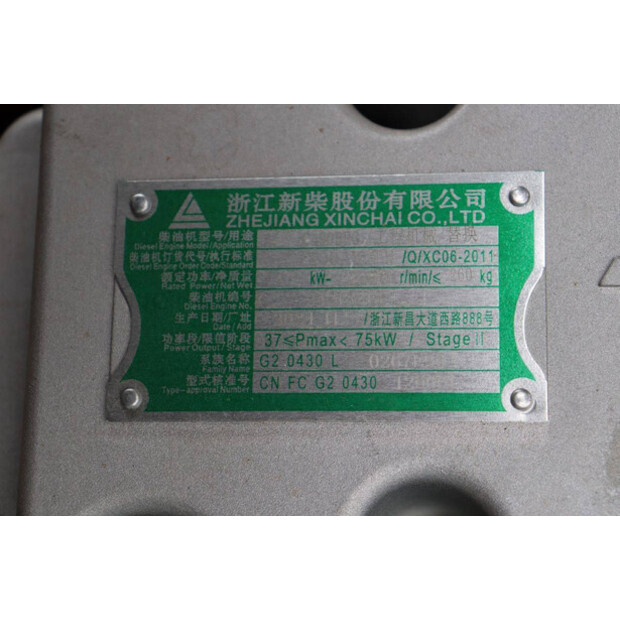 浙江新柴股份有限公司
ZHEJIANG XINCHAI CO.,LTD
柴油机型号/用途 替换
Diesel Engine Model/Application
柴油机订货代号/执行标准 /Q/XC06-2011
Diesel Engine Order Code/Standard
额定功率/净质量 kW- r/min/≤ kg
Rated Power/Net Wet
柴油机编号
Diesel Engine No.
生产日期/厂址 /浙江新昌大道西路888号
Date/Add
功率段/限值阶段 37≤Pmax<75kW / Stage II
Power Output/Stage
系族名称 G2 0430 L
Family Name
型式核准号 CN FC G2 0430
Type-approval Number